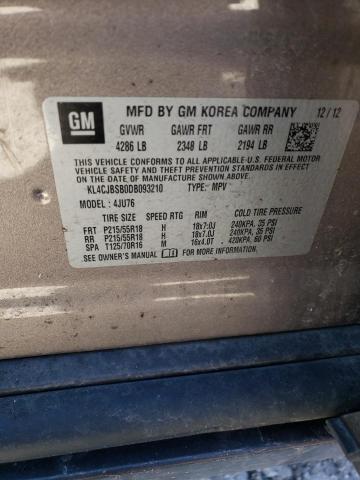 GM
MFD BY GM KOREA COMPANY 12/12
GVWR GAWR FRT GAWR RR
4286 LB 2348 LB 2194 LB
THIS VEHICLE CONFORMS TO ALL APPLICABLE U.S. FEDERAL MOTOR
VEHICLE SAFETY, BUMPER, AND THEFT PREVENTION STANDARDS IN EFFECT
ON THE DATE OF MANUFACTURE SHOWN ABOVE.
KL4CJBSB0DB093210 TYPE: MPV
MODEL : 4JU76
TIRE SIZE SPEED RTG RIM COLD TIRE PRESSURE
FRT P215/55R18 H 18x7.0J 240KPA, 35 PSI
RR P215/55R18 H 18x7.0J 240KPA, 35 PSI
SPA T125/70R16 M 16x4.0T 420KPA, 60 PSI
SEE OWNER'S MANUAL FOR ADDITIONAL INFORMATION.